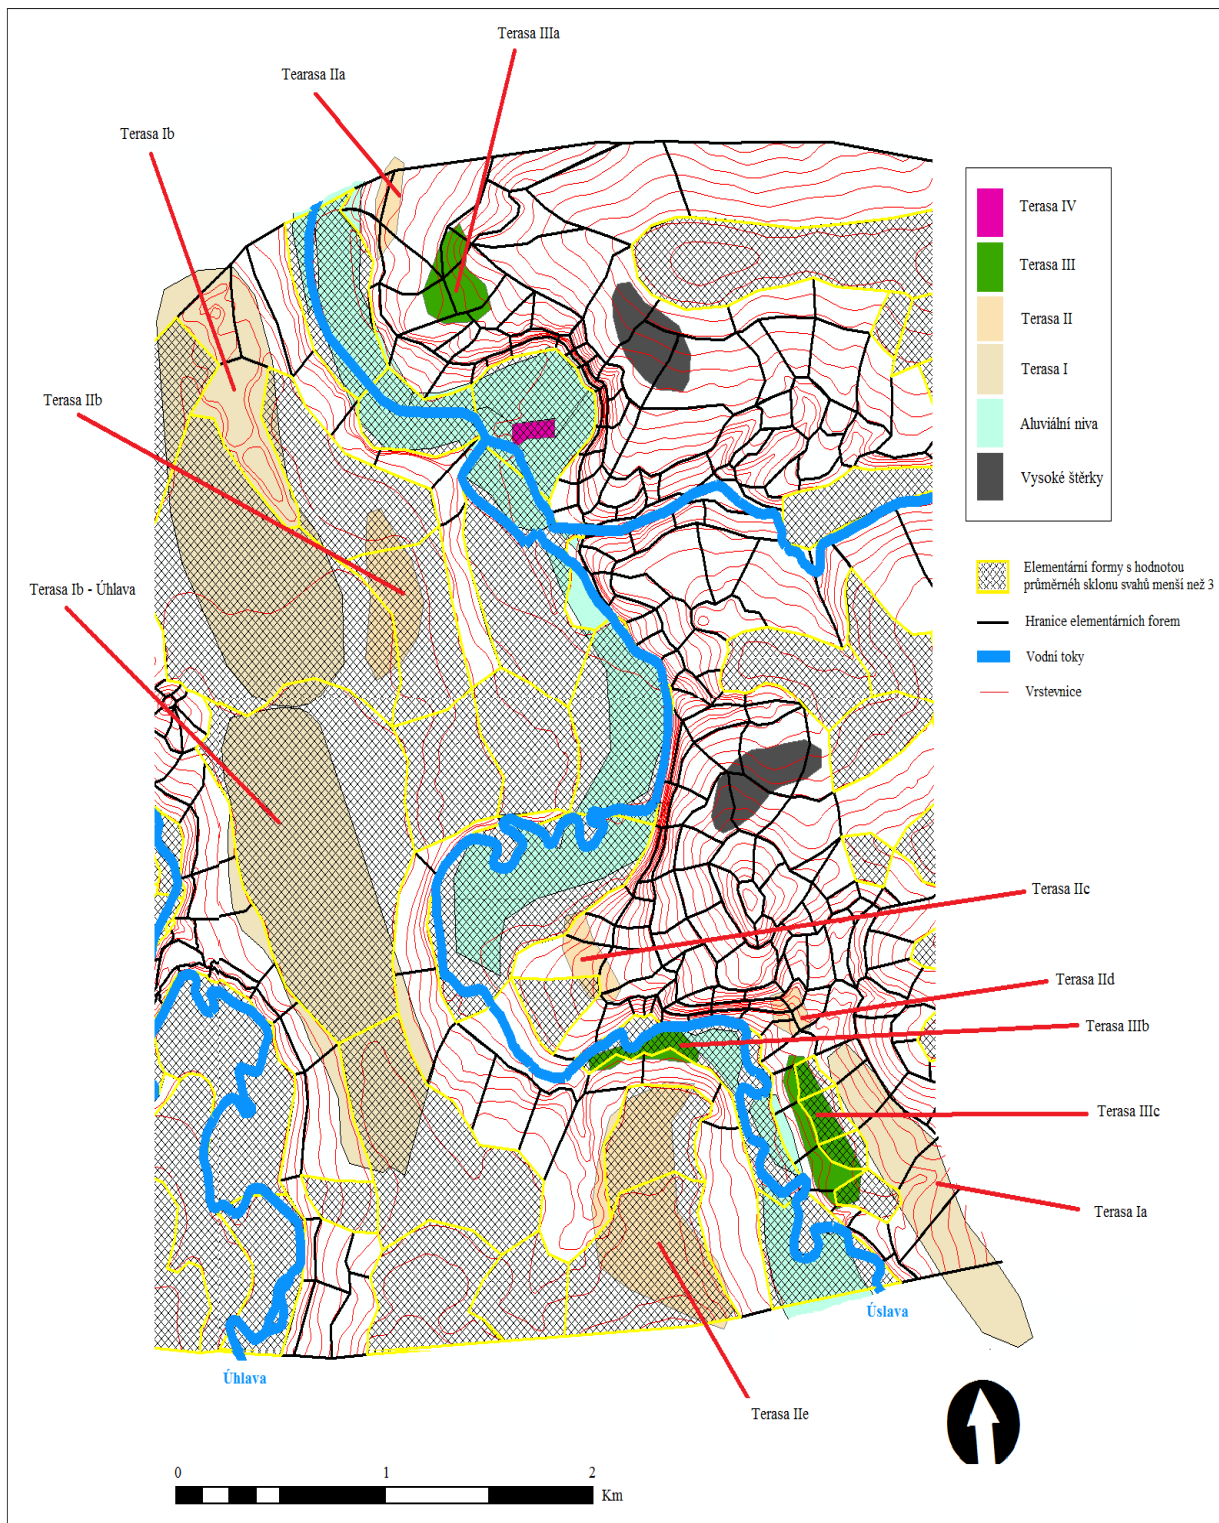 Terasa IIIa
Tearasa IIa
Terasa Ib
Terasa IIb
Terasa Ib - Úhlava
Terasa IV
Terasa III
Terasa II
Terasa I
Aluviální niva
Vysoké štěrky
Elementární formy s hodnotou
průměrnéh sklonu svahů menší než 3
Hranice elementárních forem
Vodní toky
Vrstevnice
Terasa IIc
Terasa IId
Terasa IIIb
Terasa IIIc
Terasa Ia
Úslava
Úhlava
Terasa IIe
0 1 2
Km